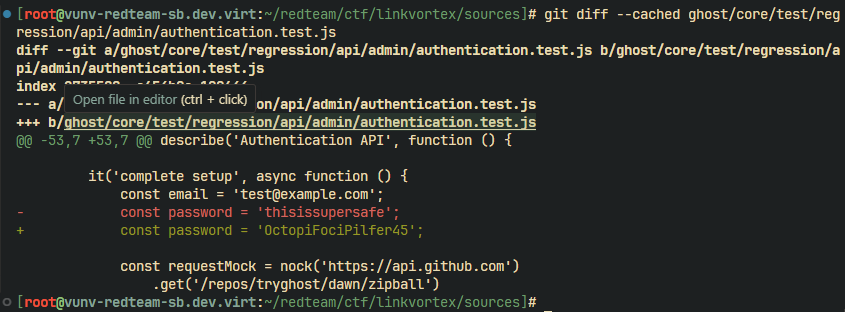 [root@vunv-redteam-sb.dev.virt:~/redteam/ctf/linkvortex/sources]# git diff --cached ghost/core/test/reg
ression/api/admin/authentication.test.js
diff --git a/ghost/core/test/regression/api/admin/authentication.test.js b/ghost/core/test/regression/a
pi/admin/authentication.test.js
index
Open file in editor (ctrl + click)
--- a/ ion/api/admin/authentication.test.js
+++ b/ghost/core/test/regression/api/admin/authentication.test.js
@@ -53,7 +53,7 @@ describe('Authentication API', function () {
it('complete setup', async function () {
const email = 'test@example.com';
- const password = 'thisissupersafe';
+ const password = 'OctopiFociPilfer45';
const requestMock = nock('https://api.github.com')
.get('/repos/tryghost/dawn/zipball')
[root@vunv-redteam-sb.dev.virt:~/redteam/ctf/linkvortex/sources]#